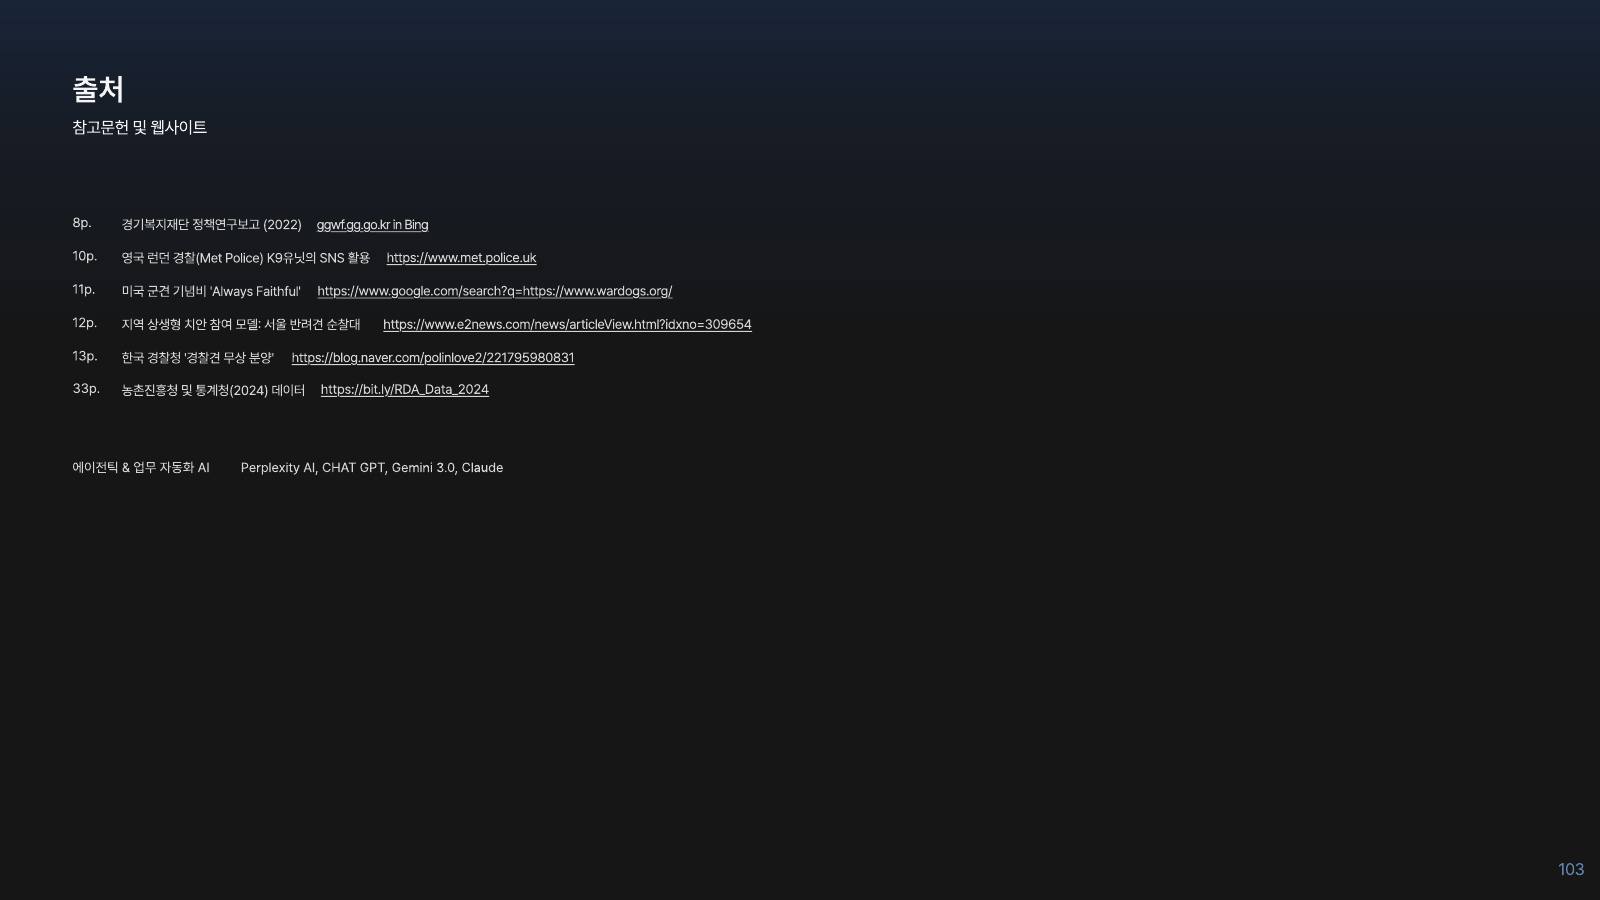 출처
참고문헌 및 웹사이트
8p. 경기복지재단 정책연구보고 (2022) ggwf.gg.go.kr in Bing
10p. 영국 런던 경찰(Met Police) K9유닛의 SNS 활용 https://www.met.police.uk
11p. 미국 군견 기념비 'Always Faithful' https://www.google.com/search?q=https://www.wardogs.org/
12p. 지역 상생형 치안 참여 모델: 서울 반려견 순찰대 https://www.e2news.com/news/articleView.html?idxno=309654
13p. 한국 경찰청 '경찰견 무상 분양' https://blog.naver.com/polinlove2/221795980831
33p. 농촌진흥청 및 통계청(2024) 데이터 https://bit.ly/RDA_Data_2024
에이전틱 & 업무 자동화 AI Perplexity AI, CHAT GPT, Gemini 3.0, Claude
103